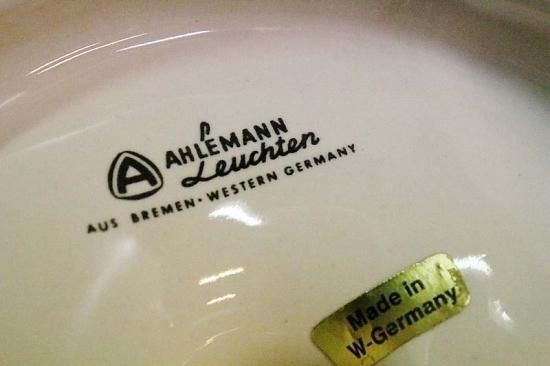 A
AHLEMANN
Leuchten
AUS BREMEN · WESTERN GERMANY
Made in
W-Germany